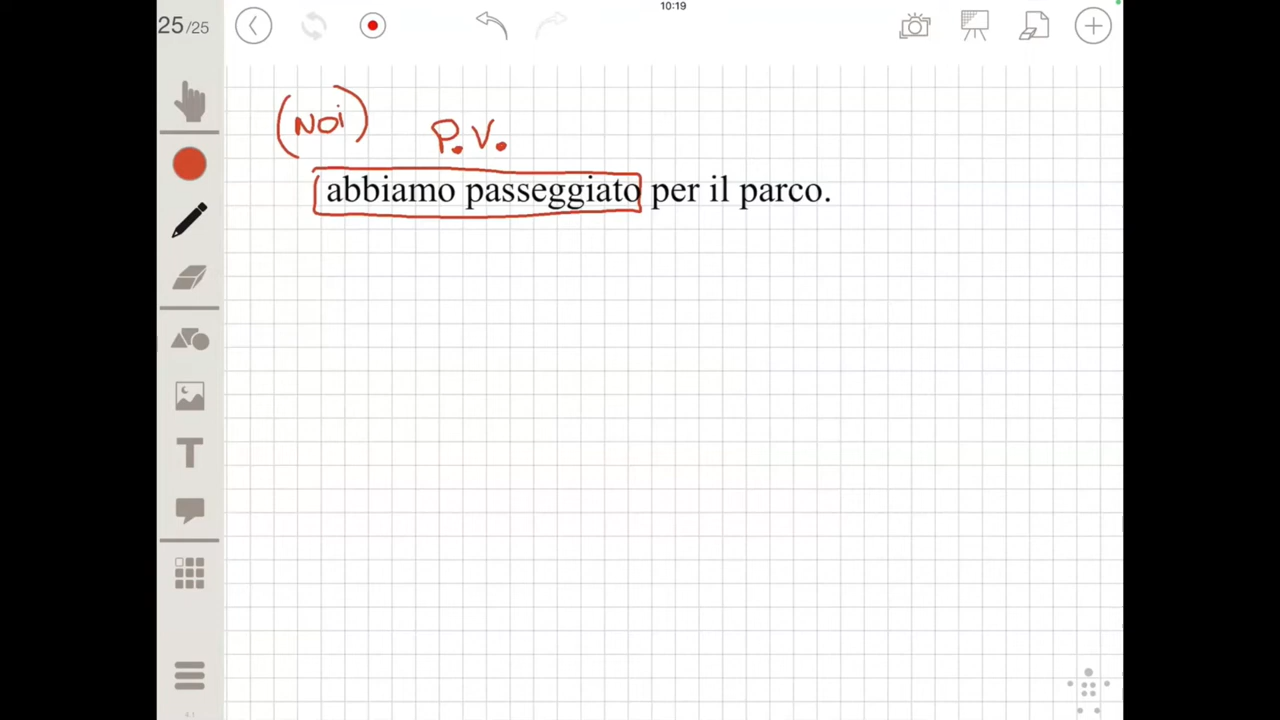 10:19
25/25
(NOi) P.V.
abbiamo passeggiato per il parco.
T